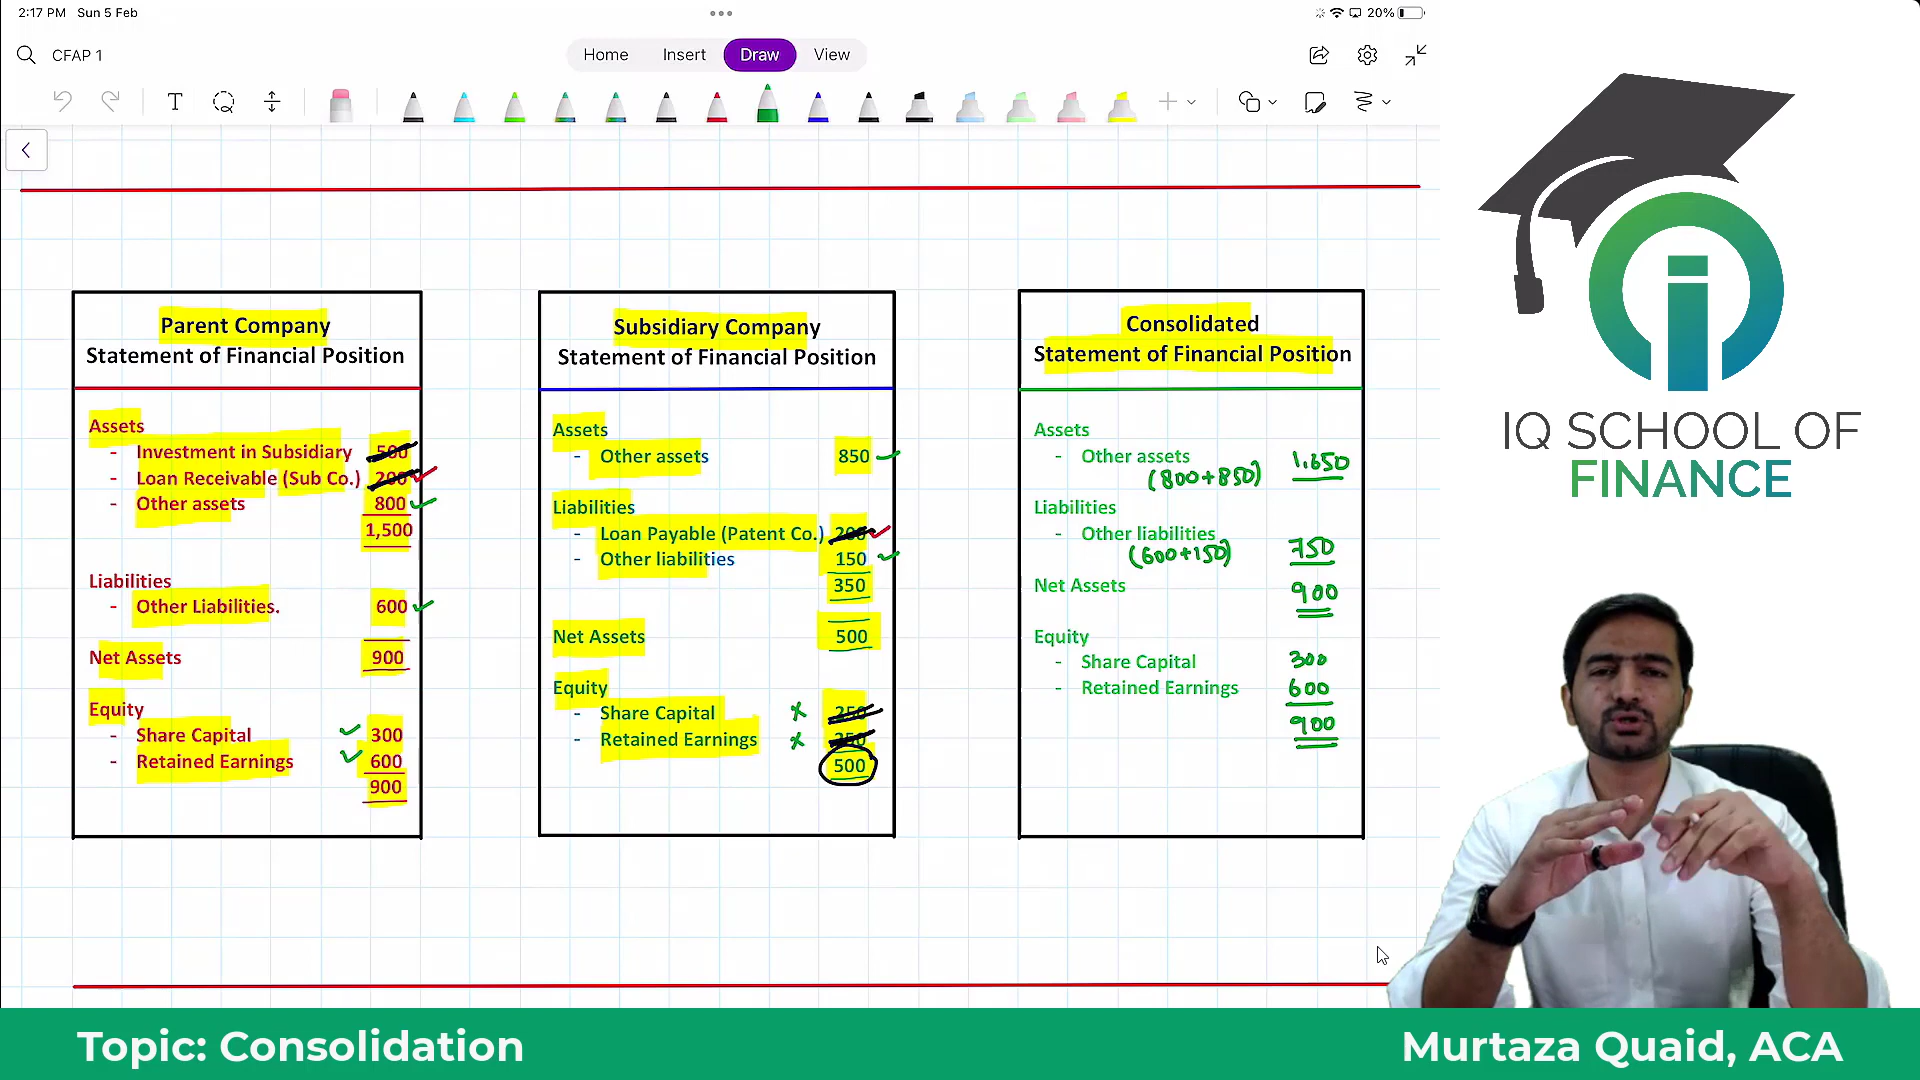 2:17 PM Sun 5 Feb
20%
CFAP 1
Home Insert Draw View
T
Parent Company
Statement of Financial Position
Assets
- Investment in Subsidiary 500
- Loan Receivable (Sub Co.) 200
- Other assets 800
1,500
Liabilities
- Other Liabilities. 600
Net Assets 900
Equity
- Share Capital 300
- Retained Earnings 600
900
Subsidiary Company
Statement of Financial Position
Assets
- Other assets 850
Liabilities
- Loan Payable (Patent Co.) 200
- Other liabilities 150
350
Net Assets 500
Equity
- Share Capital x 250
- Retained Earnings x 250
500
Consolidated
Statement of Financial Position
Assets
- Other assets 1,650
(800+850)
Liabilities
- Other liabilities 750
(600+150)
Net Assets 900
Equity
- Share Capital 300
- Retained Earnings 600
900
IQ SCHOOL OF
FINANCE
Topic: Consolidation
Murtaza Quaid, ACA